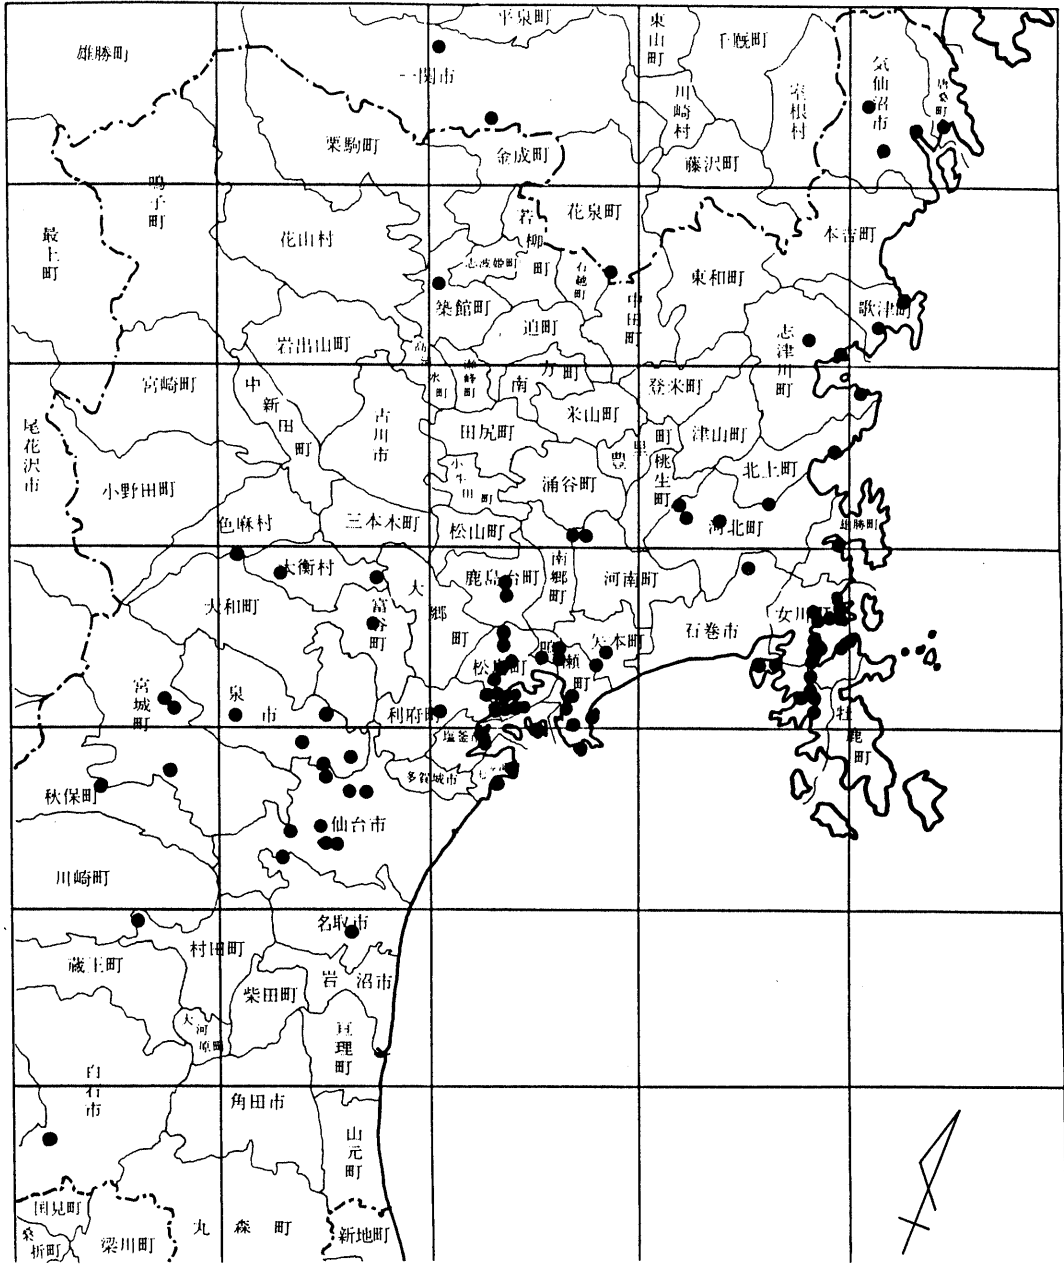 平泉町
東山町
千厩町
雄勝町
一関市
気仙沼市
唐桑町
室根村
川崎村
栗駒町
金成町
藤沢町
鳴子町
花山村
若柳町
花泉町
本吉町
最上町
志波姫町
石越町
東和町
築館町
中田町
歌津町
迫町
志津川町
岩出山町
宮崎町
中新田町
瀬峰町
南方町
登米町
古川市
米山町
尾花沢市
田尻町
豊里町
津山町
桃生町
北上町
小野田町
涌谷町
色麻村
三本木町
松山町
河北町
雄勝町
大衡村
鹿島台町
南郷町
河南町
大和町
富谷町
大郷町
女川町
石巻市
矢本町
鳴瀬町
松島町
宮城町
泉市
利府町
牡鹿町
塩釜市
多賀城市
秋保町
仙台市
川崎町
名取市
村田町
蔵王町
岩沼市
柴田町
大河原町
亘理町
白石市
角田市
山元町
国見町
丸森町
新地町
桑折町
梁川町